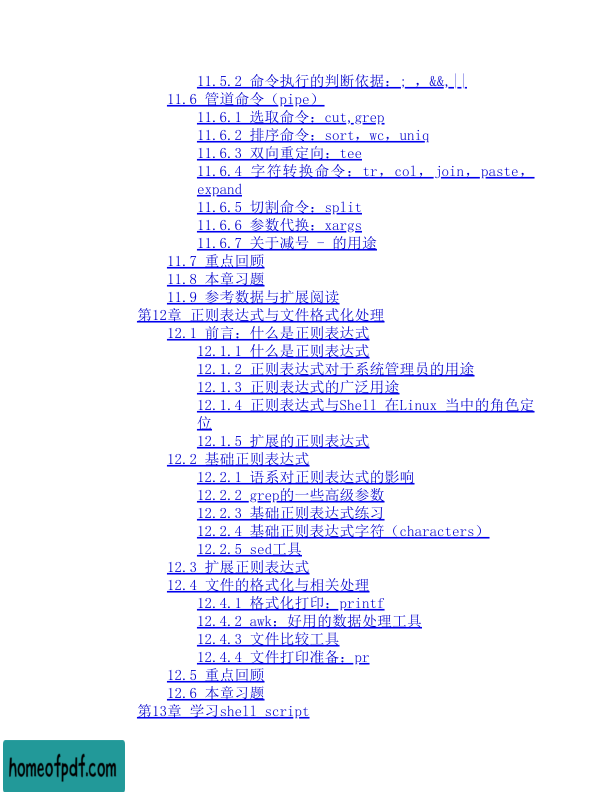 11.5.2 命令执行的判断依据：; ，&&,||
11.6 管道命令（pipe）
11.6.1 选取命令：cut,grep
11.6.2 排序命令：sort，wc，uniq
11.6.3 双向重定向：tee
11.6.4 字符转换命令：tr，col，join，paste，
expand
11.6.5 切割命令：split
11.6.6 参数代换：xargs
11.6.7 关于减号 - 的用途
11.7 重点回顾
11.8 本章习题
11.9 参考数据与扩展阅读
第12章 正则表达式与文件格式化处理
12.1 前言：什么是正则表达式
12.1.1 什么是正则表达式
12.1.2 正则表达式对于系统管理员的用途
12.1.3 正则表达式的广泛用途
12.1.4 正则表达式与Shell 在Linux 当中的角色定
位
12.1.5 扩展的正则表达式
12.2 基础正则表达式
12.2.1 语系对正则表达式的影响
12.2.2 grep的一些高级参数
12.2.3 基础正则表达式练习
12.2.4 基础正则表达式字符（characters）
12.2.5 sed工具
12.3 扩展正则表达式
12.4 文件的格式化与相关处理
12.4.1 格式化打印：printf
12.4.2 awk：好用的数据处理工具
12.4.3 文件比较工具
12.4.4 文件打印准备：pr
12.5 重点回顾
12.6 本章习题
第13章 学习shell script
homeofpdf.com